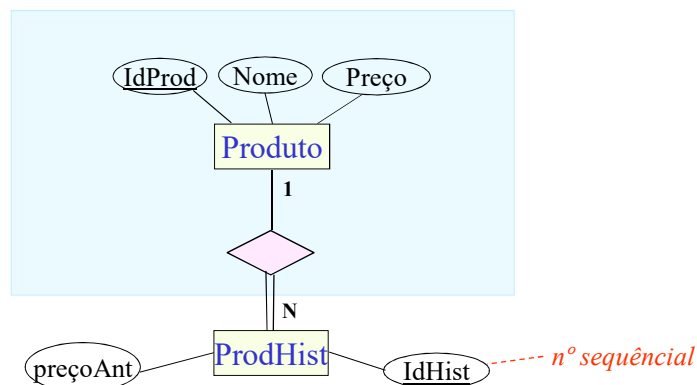 IdProd Nome Preço
Produto
1
N
ProdHist
preçoAnt IdHist nº sequêncial